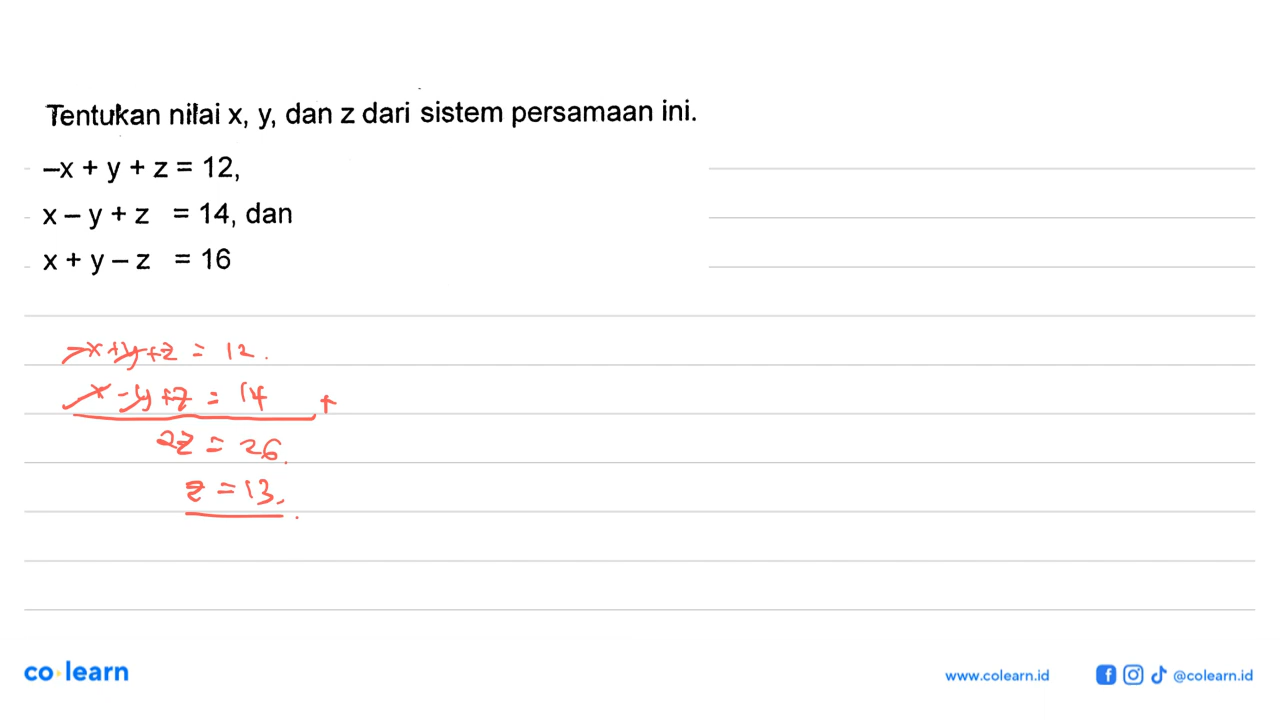 Tentukan nilai x, y, dan z dari sistem persamaan ini.
–x + y + z = 12,
x – y + z = 14, dan
x + y – z = 16
-x+y+z = 12.
x-y+z = 14 +
2z = 26.
z = 13.
co learn
www.colearn.id @colearn.id